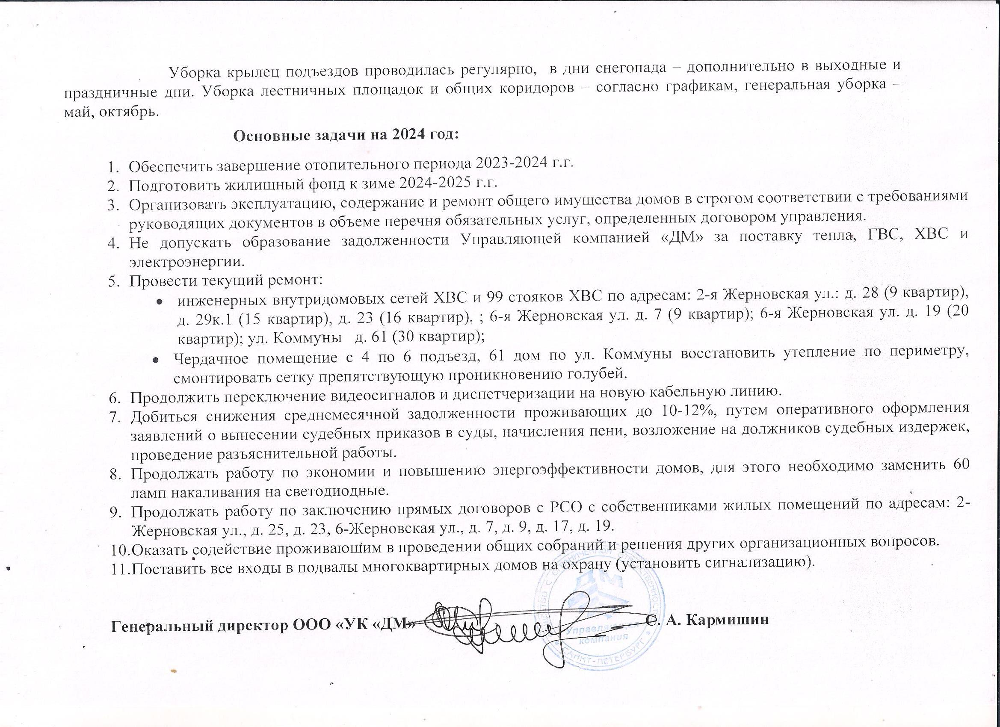 Уборка крылец подъездов проводилась регулярно, в дни снегопада – дополнительно в выходные и
праздничные дни. Уборка лестничных площадок и общих коридоров – согласно графикам, генеральная уборка –
май, октябрь.
Основные задачи на 2024 год:
1. Обеспечить завершение отопительного периода 2023-2024 г.г.
2. Подготовить жилищный фонд к зиме 2024-2025 г.г.
3. Организовать эксплуатацию, содержание и ремонт общего имущества домов в строгом соответствии с требованиями
руководящих документов в объеме перечня обязательных услуг, определенных договором управления.
4. Не допускать образование задолженности Управляющей компанией «ДМ» за поставку тепла, ГВС, ХВС и
электроэнергии.
5. Провести текущий ремонт:
• инженерных внутридомовых сетей ХВС и 99 стояков ХВС по адресам: 2-я Жерновская ул.: д. 28 (9 квартир),
д. 29к.1 (15 квартир), д. 23 (16 квартир), ; 6-я Жерновская ул. д. 7 (9 квартир); 6-я Жерновская ул. д. 19 (20
квартир); ул. Коммуны д. 61 (30 квартир);
• Чердачное помещение с 4 по 6 подъезд, 61 дом по ул. Коммуны восстановить утепление по периметру,
смонтировать сетку препятствующую проникновению голубей.
6. Продолжить переключение видеосигналов и диспетчеризации на новую кабельную линию.
7. Добиться снижения среднемесячной задолженности проживающих до 10-12%, путем оперативного оформления
заявлений о вынесении судебных приказов в суды, начисления пени, возложение на должников судебных издержек,
проведение разъяснительной работы.
8. Продолжать работу по экономии и повышению энергоэффективности домов, для этого необходимо заменить 60
ламп накаливания на светодиодные.
9. Продолжать работу по заключению прямых договоров с РСО с собственниками жилых помещений по адресам: 2-
Жерновская ул., д. 25, д. 23, 6-Жерновская ул., д. 7, д. 9, д. 17, д. 19.
10.Оказать содействие проживающим в проведении общих собраний и решения других организационных вопросов.
11.Поставить все входы в подвалы многоквартирных домов на охрану (установить сигнализацию).
Генеральный директор ООО «УК «ДМ» С. А. Кармишин
ДМ
Управляющая
компания
САНКТ-ПЕТЕРБУРГ